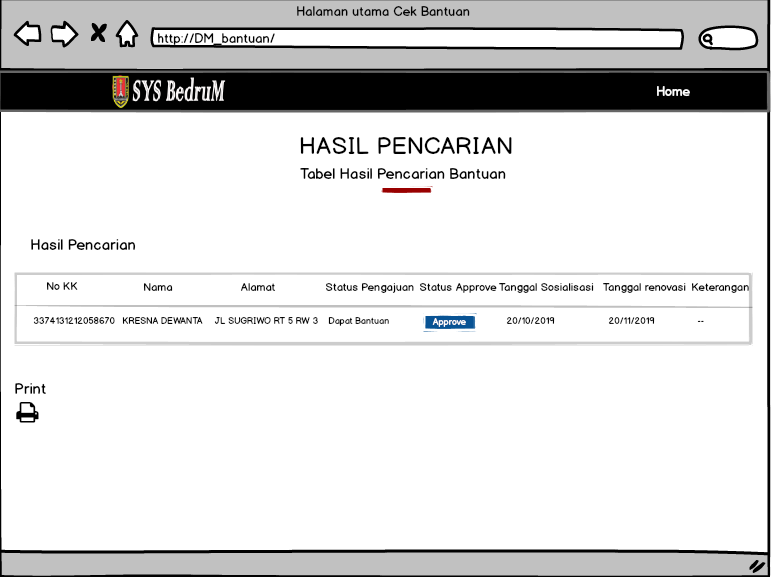 Halaman utama Cek Bantuan
http://DM_bantuan/
SYS BedruM
Home
HASIL PENCARIAN
Tabel Hasil Pencarian Bantuan
Hasil Pencarian
No KK Nama Alamat Status Pengajuan Status Approve Tanggal Sosialisasi Tanggal renovasi Keterangan
3374131212058670 KRESNA DEWANTA JL SUGRIWO RT 5 RW 3 Dapat Bantuan Approve 20/10/2019 20/11/2019 --
Print